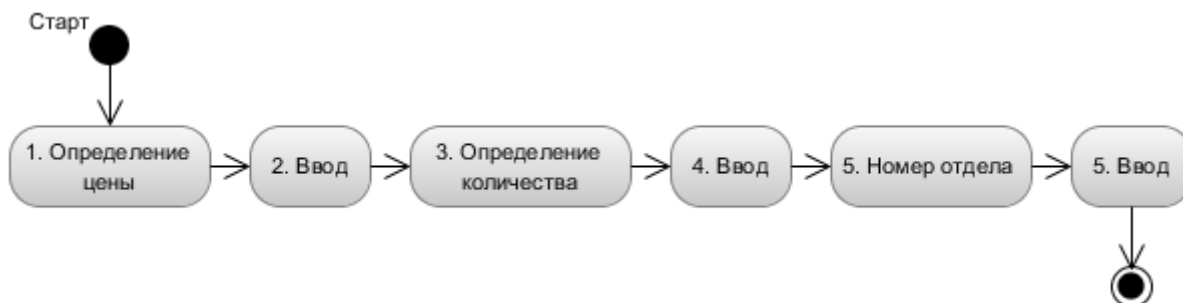 Старт
1. Определение
цены
2. Ввод
3. Определение
количества
4. Ввод
5. Номер отдела
5. Ввод